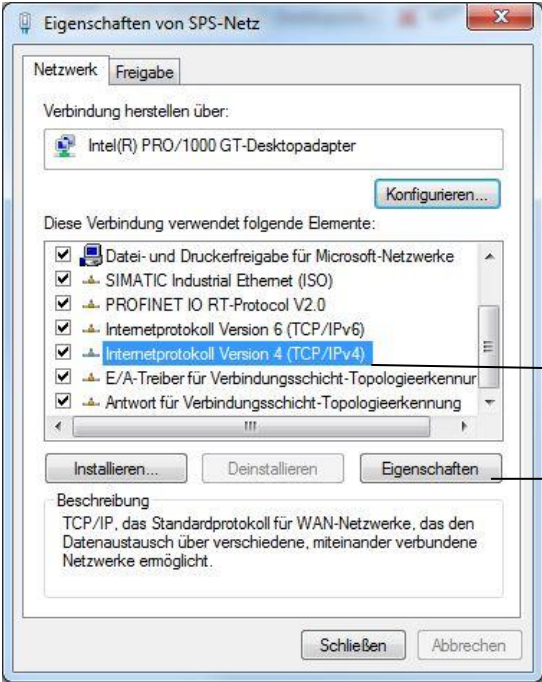 Eigenschaften von SPS-Netz
Netzwerk
Freigabe
Verbindung herstellen über:
Intel(R) PRO/1000 GT-Desktopadapter
Konfigurieren...
Diese Verbindung verwendet folgende Elemente:
Datei- und Druckerfreigabe für Microsoft-Netzwerke
SIMATIC Industrial Ethernet (ISO)
PROFINET IO RT-Protocol V2.0
Internetprotokoll Version 6 (TCP/IPv6)
Internetprotokoll Version 4 (TCP/IPv4)
E/A-Treiber für Verbindungsschicht-Topologieerkennur
Antwort für Verbindungsschicht-Topologieerkennung
Installieren...
Deinstallieren
Eigenschaften
Beschreibung
TCP/IP, das Standardprotokoll für WAN-Netzwerke, das den
Datenaustausch über verschiedene, miteinander verbundene
Netzwerke ermöglicht.
Schließen
Abbrechen